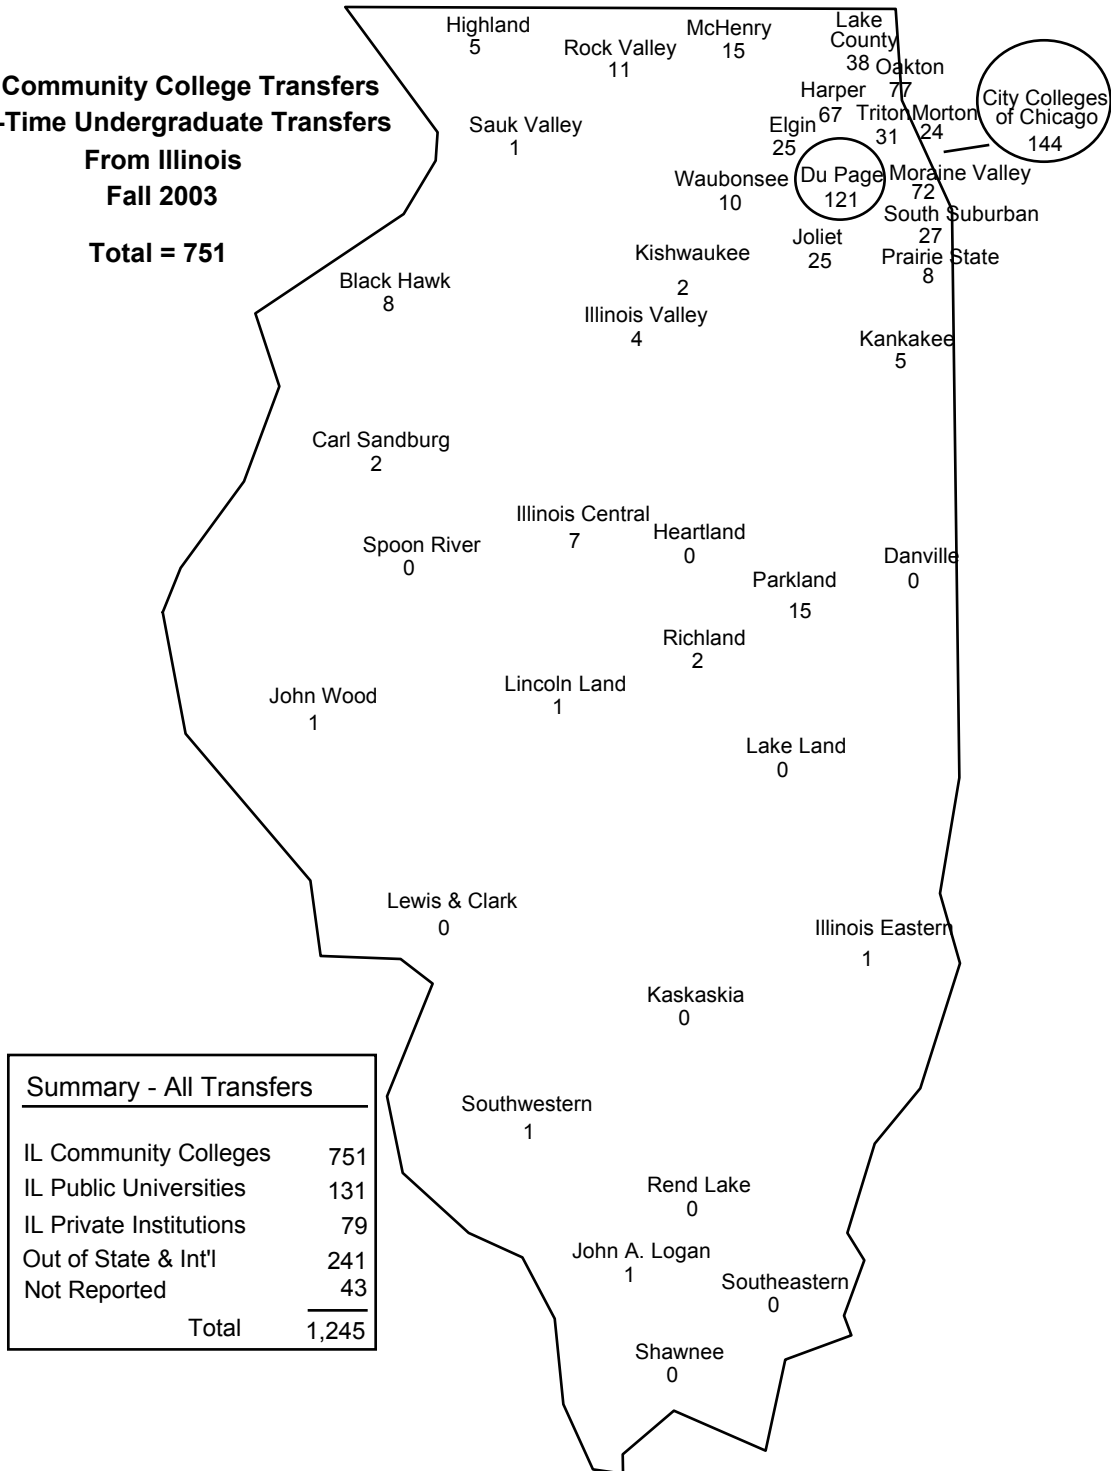 Community College Transfers
-Time Undergraduate Transfers
From Illinois
Fall 2003
Total = 751
Highland
5
Rock Valley
11
McHenry
15
Lake
County
38
Oakton
77
Harper
67
Triton
31
Morton
24
City Colleges
of Chicago
144
Sauk Valley
1
Elgin
25
Waubonsee
10
Du Page
121
Moraine Valley
72
South Suburban
27
Joliet
25
Prairie State
8
Kishwaukee
2
Black Hawk
8
Illinois Valley
4
Kankakee
5
Carl Sandburg
2
Illinois Central
7
Heartland
0
Spoon River
0
Danville
0
Parkland
15
Richland
2
Lincoln Land
1
John Wood
1
Lake Land
0
Lewis & Clark
0
Illinois Eastern
1
Kaskaskia
0
Southwestern
1
Rend Lake
0
John A. Logan
1
Southeastern
0
Shawnee
0
Summary - All Transfers
IL Community Colleges 751
IL Public Universities 131
IL Private Institutions 79
Out of State & Int'l 241
Not Reported 43
Total 1,245